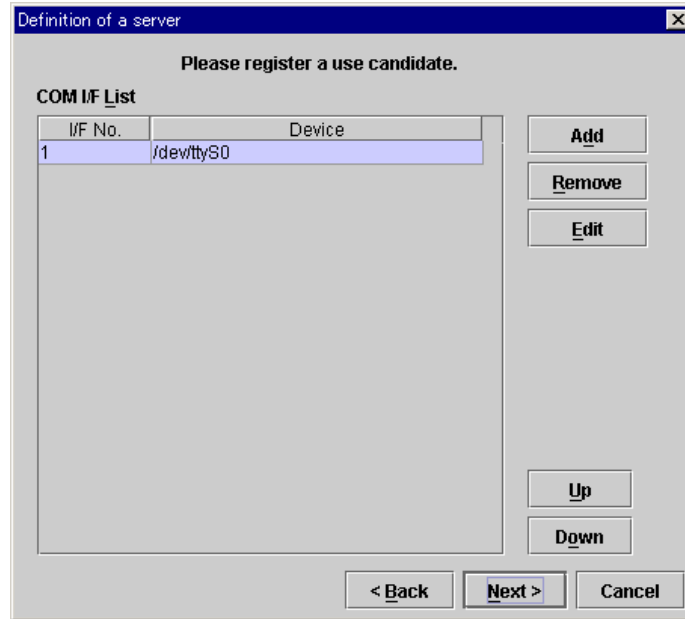 Definition of a server
Please register a use candidate.
COM I/F List
I/F No. Device
1 /dev/ttyS0
Add
Remove
Edit
Up
Down
< Back Next > Cancel